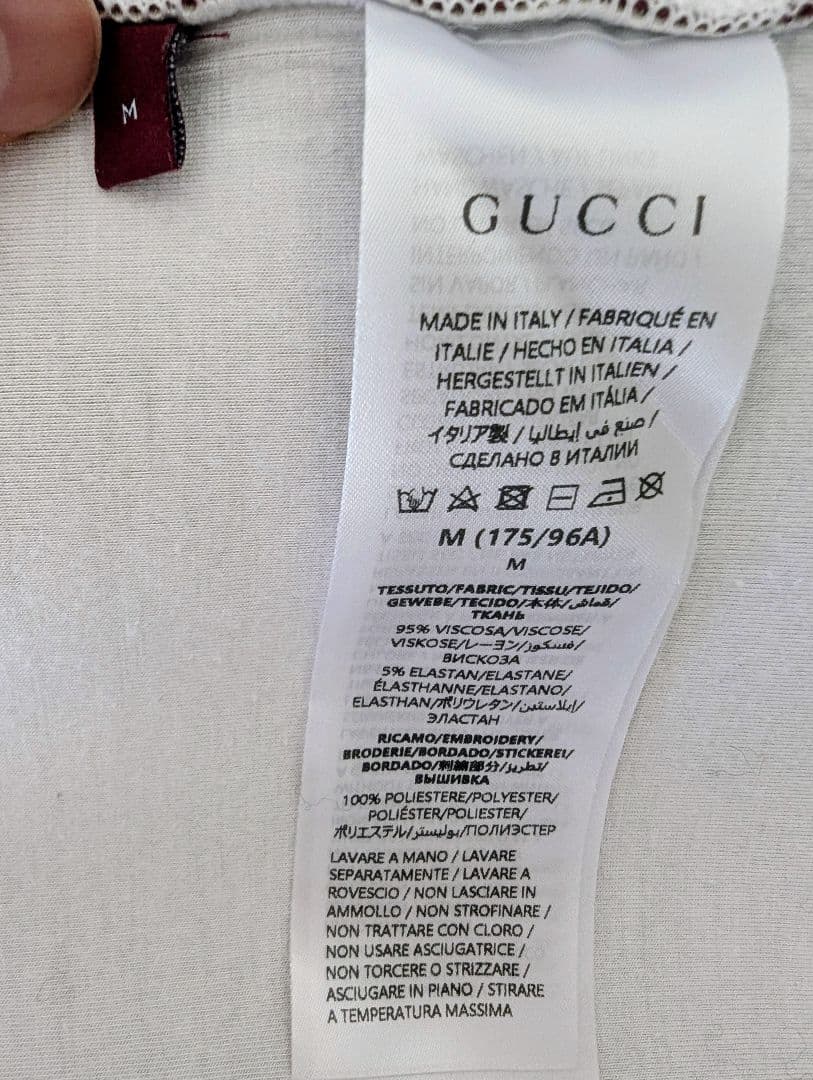 M
GUCCI
MADE IN ITALY / FABRIQUÉ EN
ITALIE / HECHO EN ITALIA /
HERGESTELLT IN ITALIEN /
FABRICADO EM ITÁLIA /
イタリア製 / صنع في إيطاليا /
СДЕЛАНО В ИТАЛИИ
M (175/96A)
M
TESSUTO/FABRIC/TISSU/TEJIDO/
GEWEBE/TECIDO/本体/قماش/
ТКАНЬ
95% VISCOSA/VISCOSE/
VISKOSE/レーヨン/فسكوز/
ВИСКОЗА
5% ELASTAN/ELASTANE/
ÉLASTHANNE/ELASTANO/
ELASTHAN/ポリウレタン/إيلاستين/
ЭЛАСТАН
RICAMO/EMBROIDERY/
BRODERIE/BORDADO/STICKEREI/
BORDADO/刺繍部分/تطريز/
ВЫШИВКА
100% POLIESTERE/POLYESTER/
POLIÉSTER/POLIESTER/
ポリエステル/بوليستر/ПОЛИЭСТЕР
LAVARE A MANO / LAVARE
SEPARATAMENTE / LAVARE A
ROVESCIO / NON LASCIARE IN
AMMOLLO / NON STROFINARE /
NON TRATTARE CON CLORO /
NON USARE ASCIUGATRICE /
NON TORCERE O STRIZZARE /
ASCIUGARE IN PIANO / STIRARE
A TEMPERATURA MASSIMA